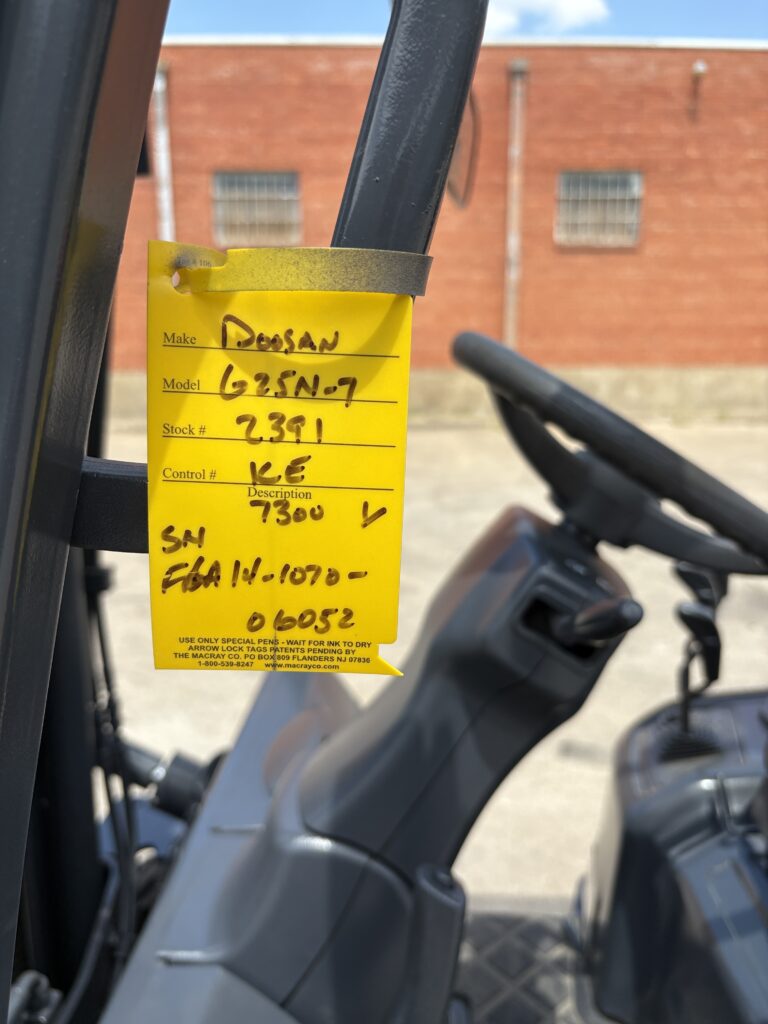 Make Doosan
Model G25N-7
Stock # 2391
Control # KE
Description
7300 V
SN
FGA14-1070-
06052
USE ONLY SPECIAL PENS - WAIT FOR INK TO DRY
ARROW LOCK TAGS PATENTS PENDING BY
THE MACRAY CO. PO BOX 809 FLANDERS NJ 07836
1-800-539-8247 www.macrayco.com